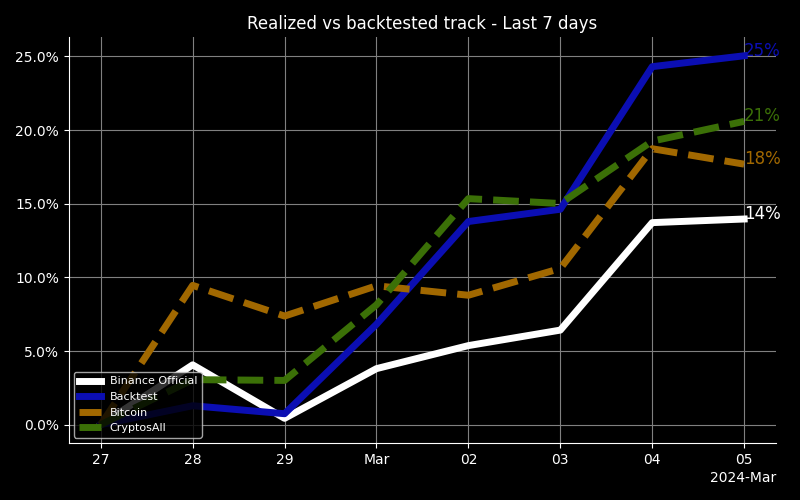 Realized vs backtested track - Last 7 days
25.0%
20.0%
15.0%
10.0%
5.0%
0.0%
25%
21%
18%
14%
Binance Official
Backtest
Bitcoin
CryptosAll
27 28 29 Mar 02 03 04 05
2024-Mar